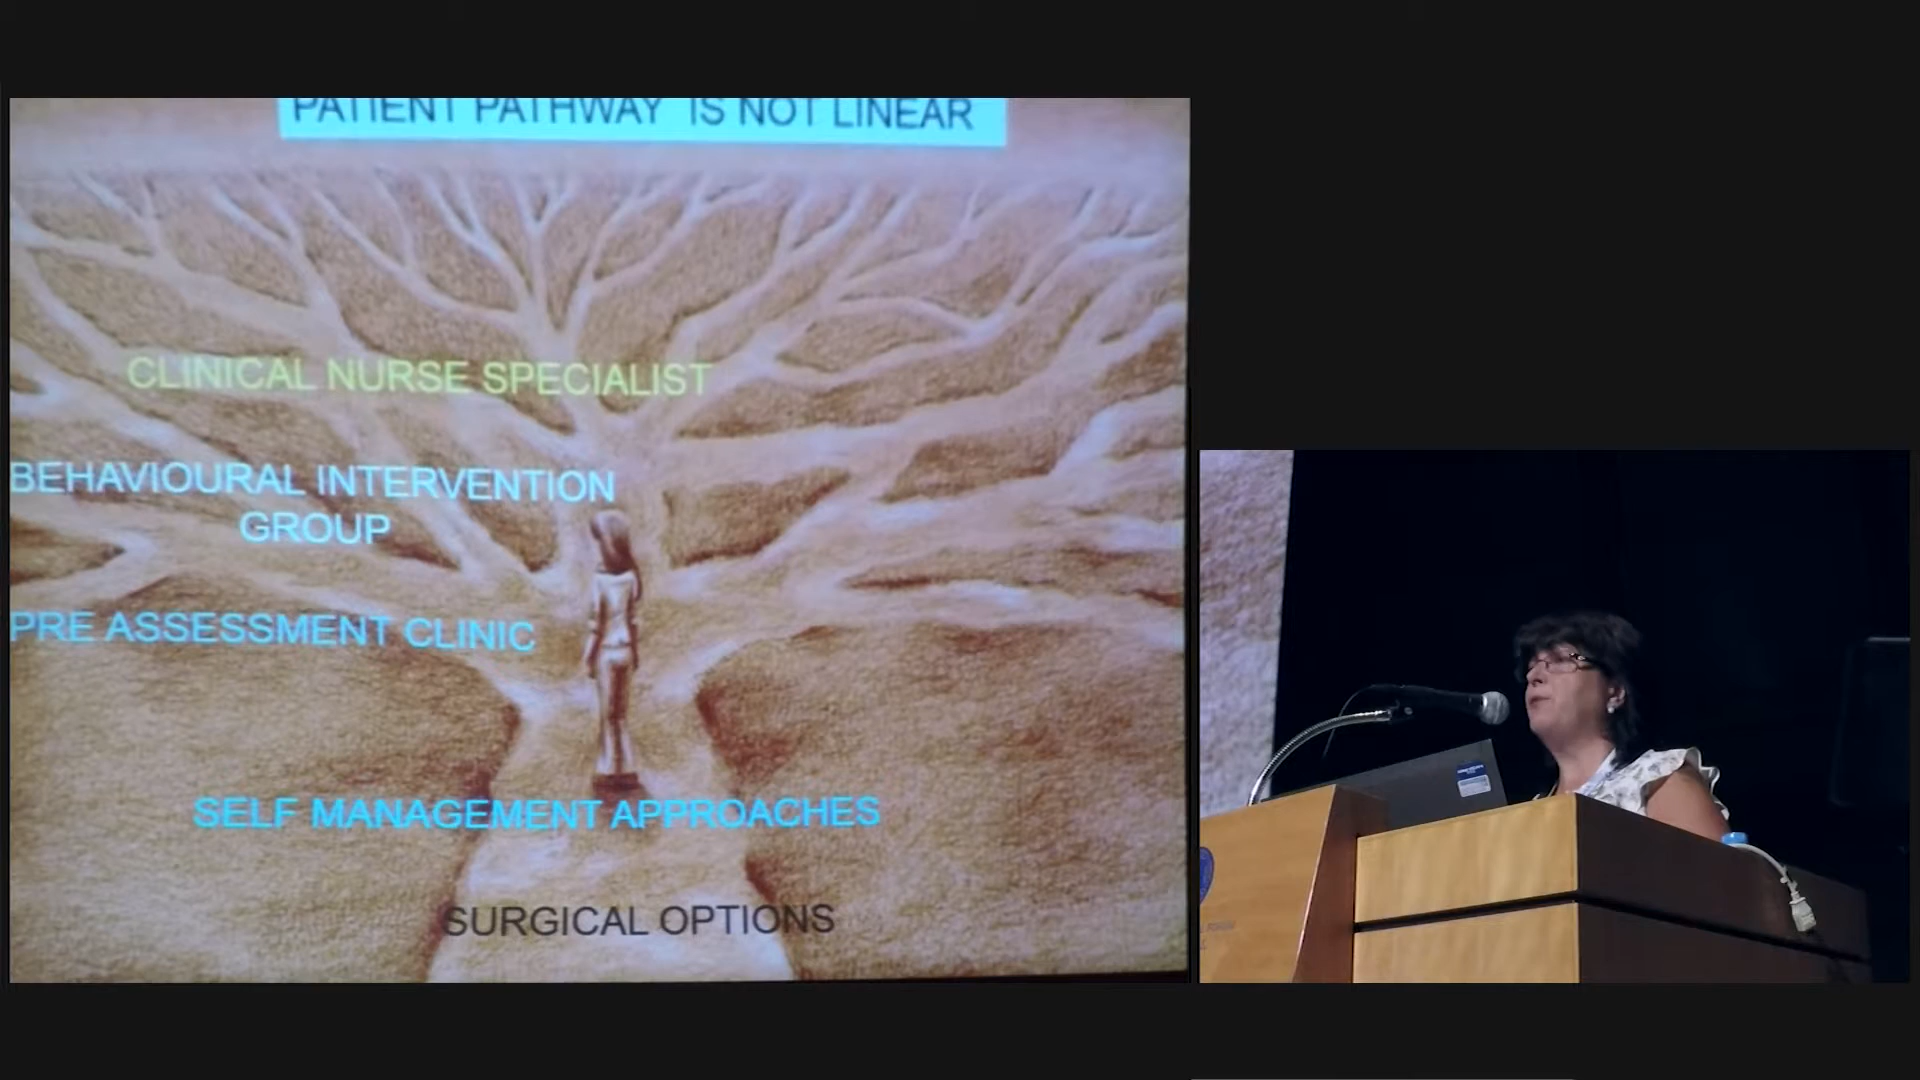 PATIENT PATHWAY IS NOT LINEAR
CLINICAL NURSE SPECIALIST
BEHAVIOURAL INTERVENTION
GROUP
PRE ASSESSMENT CLINIC
SELF MANAGEMENT APPROACHES
SURGICAL OPTIONS